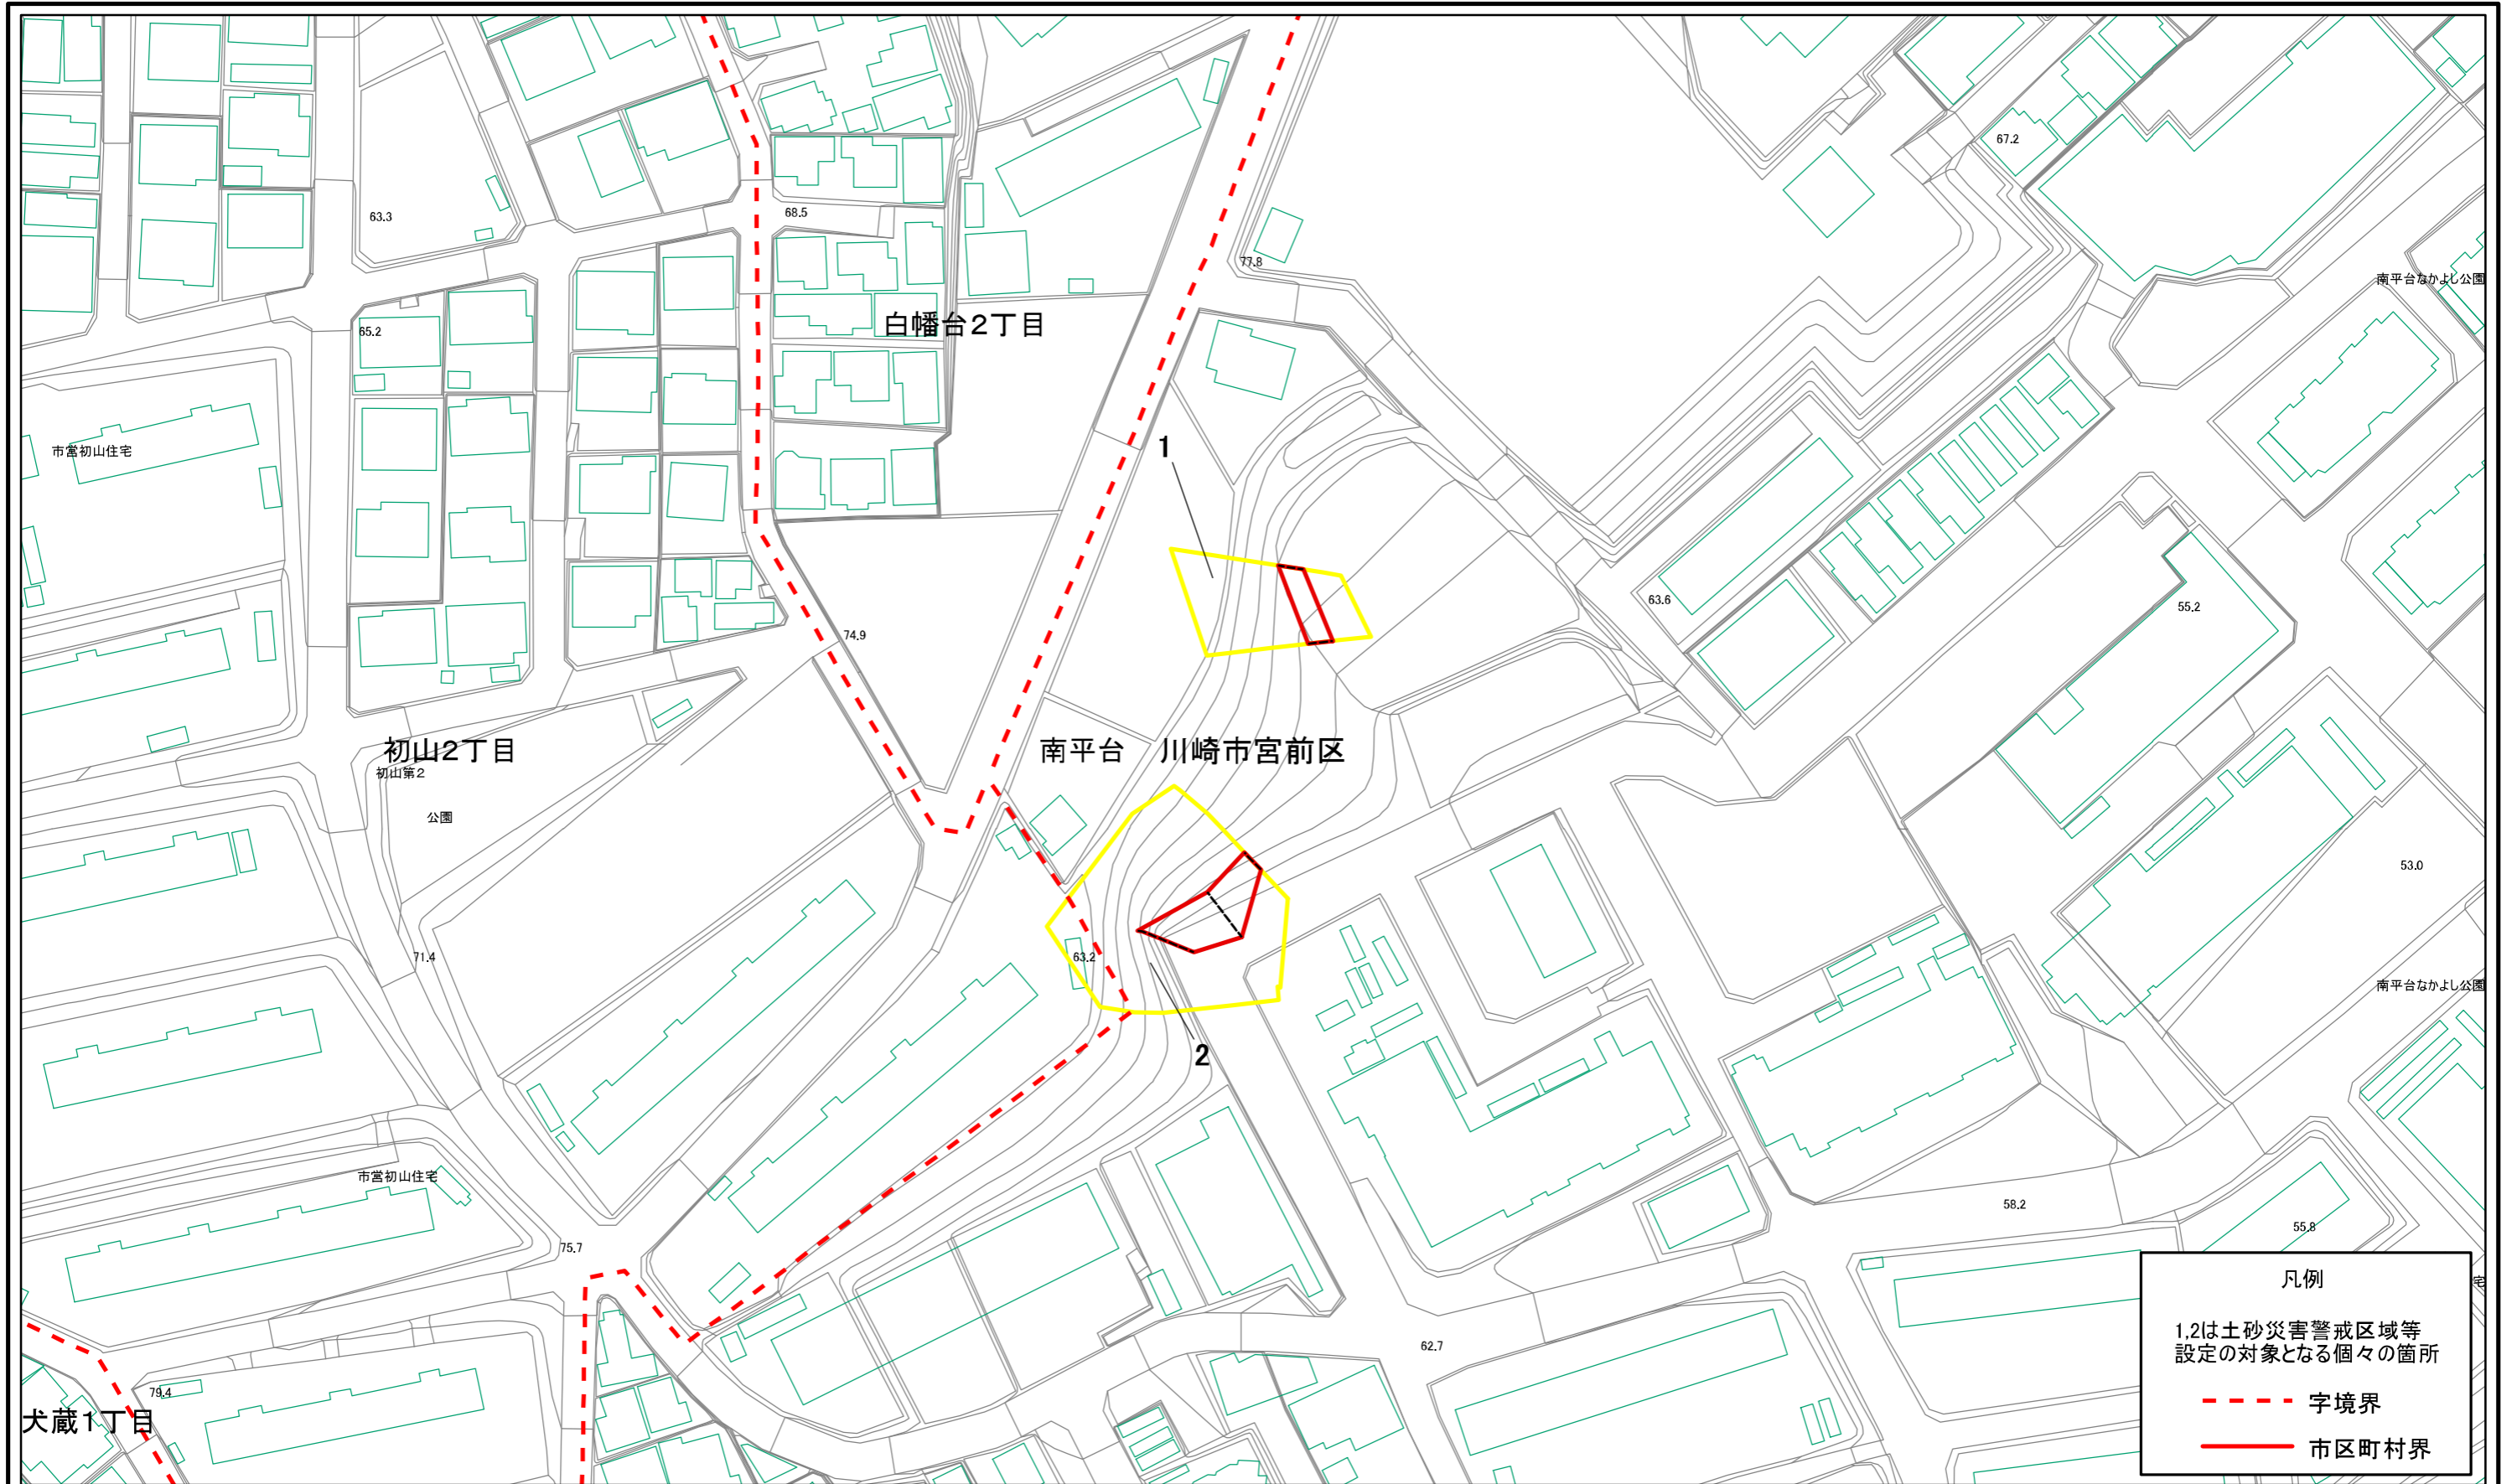 67.2
63.3
68.5
77.8
南平台なかよし公園
白幡台2丁目
65.2
1
市営初山住宅
63.6
55.2
74.9
初山2丁目
南平台
川崎市宮前区
初山第2
公園
53.0
71.4
63.2
南平台なかよし公園
2
市営初山住宅
58.2
55.8
75.7
宅
62.7
79.4
犬蔵1丁目
凡例
1,2は土砂災害警戒区域等
設定の対象となる個々の箇所
字境界
市区町村界